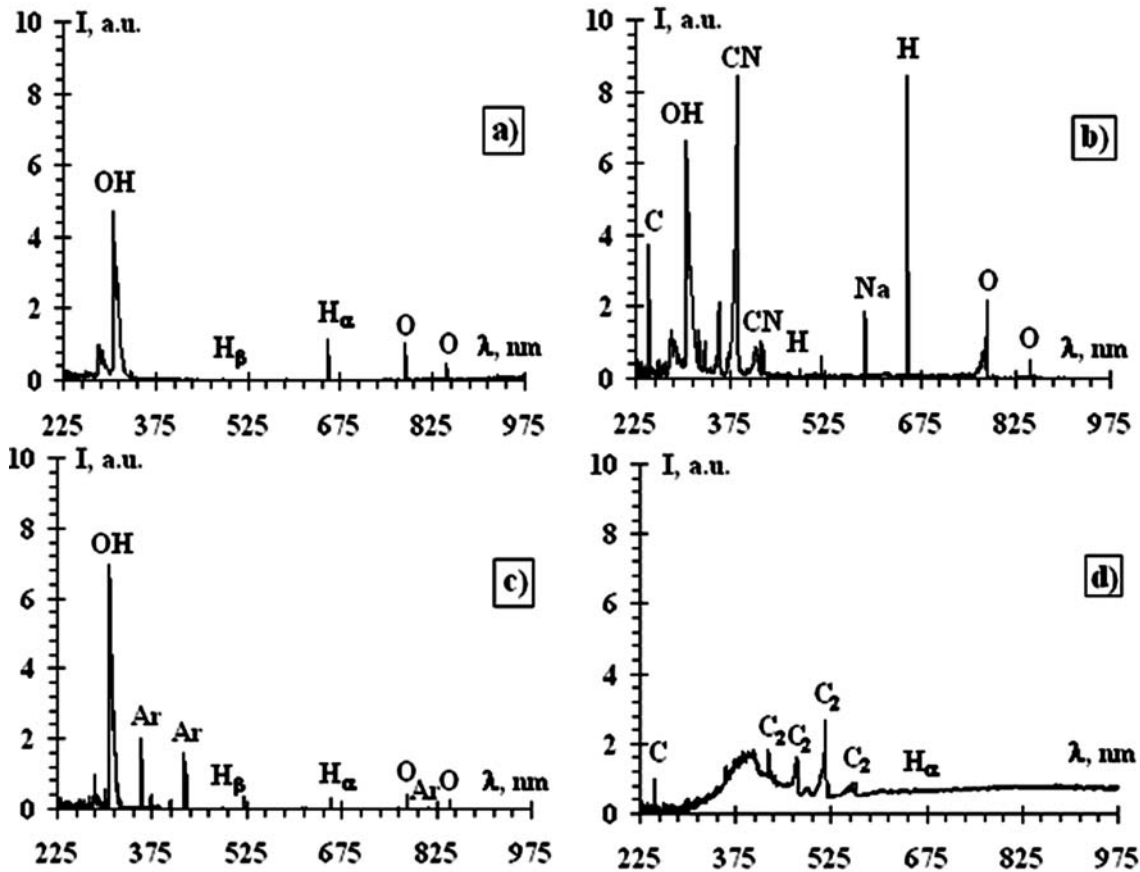 I, a.u.
10
8
6
4
2
0
OH
a)
Hβ
Hα
O
O
λ, nm
225 375 525 675 825 975
I, a.u.
10
8
6
4
2
0
C
OH
CN
CN
H
Na
H
O
O
b)
λ, nm
225 375 525 675 825 975
I, a.u.
10
8
6
4
2
0
OH
Ar
Ar
Hβ
Hα
O
Ar
O
c)
λ, nm
225 375 525 675 825 975
I, a.u.
10
8
6
4
2
0
C
C2
C2
C2
C2
Hα
d)
λ, nm
225 375 525 675 825 975